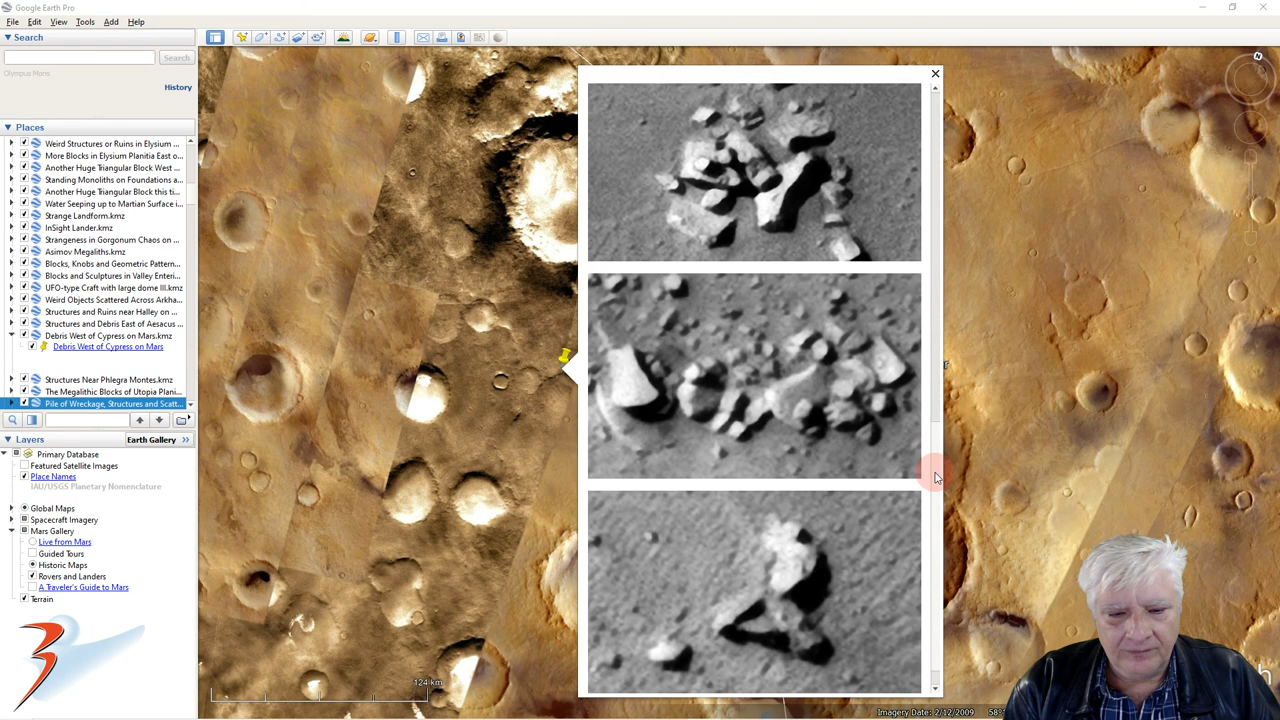 Google Earth Pro
File Edit View Tools Add Help
Search
Search
Olympus Mons
History
Places
Weird Structures or Ruins in Elysium ...
More Blocks in Elysium Planitia East o...
Another Huge Triangular Block West ...
Standing Monoliths on Foundations a...
Another Huge Triangular Block this ti...
Water Seeping up to Martian Surface i...
Strange Landform.kmz
InSight Lander.kmz
Strangeness in Gorgonum Chaos on ...
Asimov Megaliths.kmz
Blocks, Knobs and Geometric Pattern...
Blocks and Sculptures in Valley Enteri...
UFO-type Craft with large dome III.kmz
Weird Objects Scattered Across Arkha...
Structures and Ruins near Halley on ...
Structures and Debris East of Aesacus ...
Debris West of Cypress on Mars.kmz
Debris West of Cypress on Mars
Structures Near Phlegra Montes.kmz
The Megalithic Blocks of Utopia Plani...
Pile of Wreckage, Structures and Scatt...
Layers
Earth Gallery >>
Primary Database
Featured Satellite Images
Place Names
IAU/USGS Planetary Nomenclature
Global Maps
Spacecraft Imagery
Mars Gallery
Live from Mars
Guided Tours
Historic Maps
Rovers and Landers
A Traveler's Guide to Mars
Terrain
124 km
N
Imagery Date: 2/12/2009